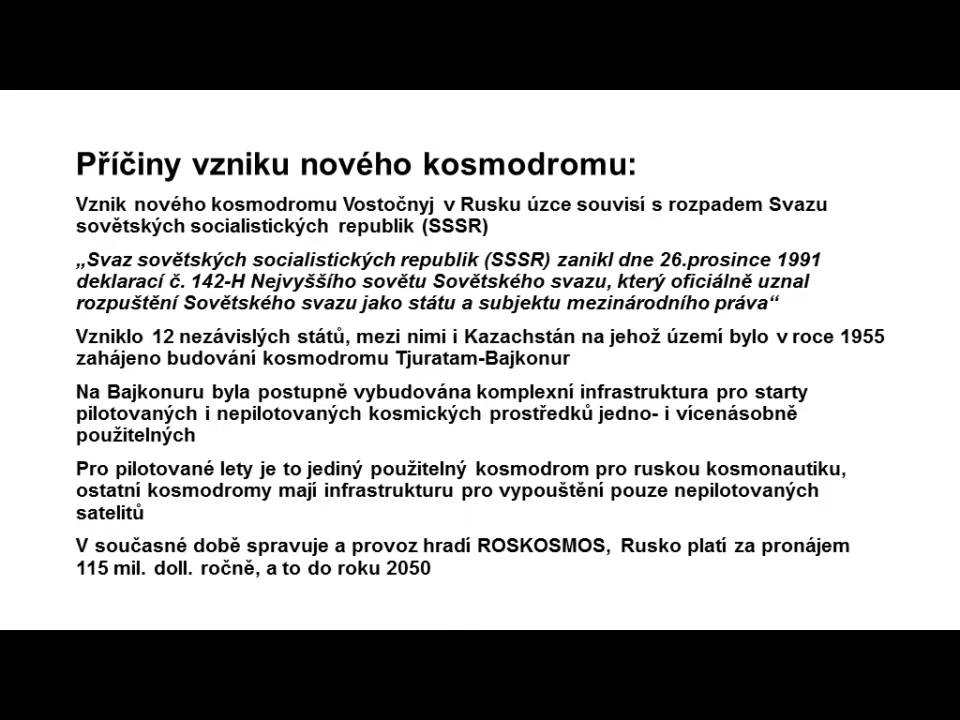 Příčiny vzniku nového kosmodromu:
Vznik nového kosmodromu Vostočnyj v Rusku úzce souvisí s rozpadem Svazu
sovětských socialistických republik (SSSR)
„Svaz sovětských socialistických republik (SSSR) zanikl dne 26.prosince 1991
deklarací č. 142-H Nejvyššího sovětu Sovětského svazu, který oficiálně uznal
rozpuštění Sovětského svazu jako státu a subjektu mezinárodního práva“
Vzniklo 12 nezávislých států, mezi nimi i Kazachstán na jehož území bylo v roce 1955
zahájeno budování kosmodromu Tjuratam-Bajkonur
Na Bajkonuru byla postupně vybudována komplexní infrastruktura pro starty
pilotovaných i nepilotovaných kosmických prostředků jedno- i vícenásobně
použitelných
Pro pilotované lety je to jediný použitelný kosmodrom pro ruskou kosmonautiku,
ostatní kosmodromy mají infrastrukturu pro vypouštění pouze nepilotovaných
satelitů
V současné době spravuje a provoz hradí ROSKOSMOS, Rusko platí za pronájem
115 mil. doll. ročně, a to do roku 2050